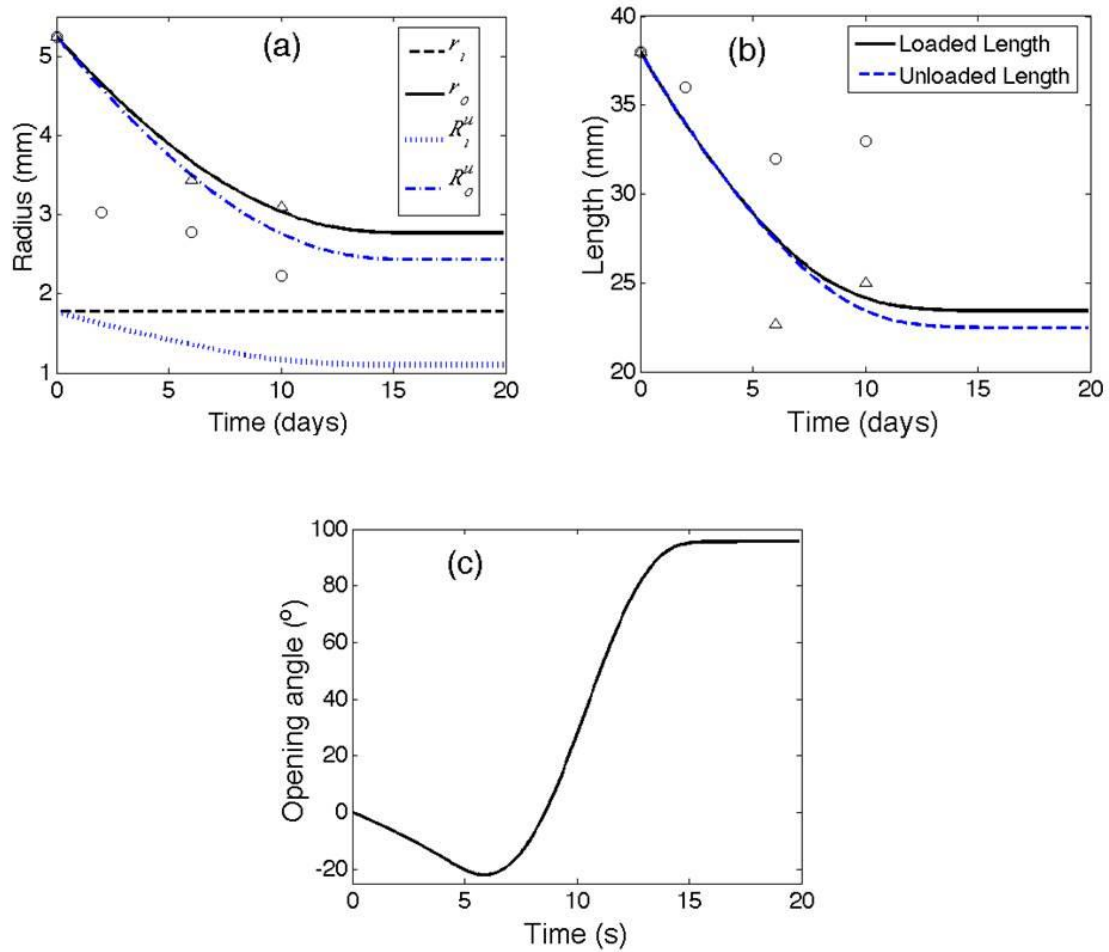 (a)
r_i
r_o
R_i^u
R_o^u
5
4
3
2
1
0 5 10 15 20
Radius (mm)
Time (days)
(b)
Loaded Length
Unloaded Length
40
35
30
25
20
0 5 10 15 20
Length (mm)
Time (days)
(c)
100
80
60
40
20
0
-20
0 5 10 15 20
Opening angle (º)
Time (s)